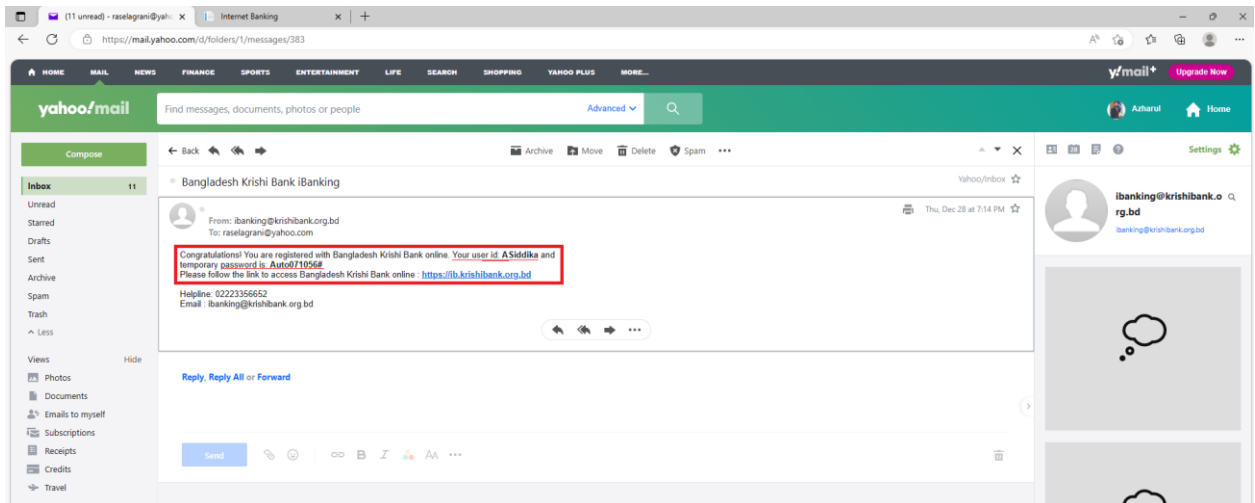 (11 unread) - raselagrani@yah
Internet Banking
https://mail.yahoo.com/d/folders/1/messages/383
HOME MAIL NEWS FINANCE SPORTS ENTERTAINMENT LIFE SEARCH SHOPPING YAHOO PLUS MORE...
y!mail+ Upgrade Now
yahoo!mail
Find messages, documents, photos or people Advanced
Azharul Home
Compose
Back Archive Move Delete Spam
28 Settings
Inbox 11
Unread
Starred
Drafts
Sent
Archive
Spam
Trash
Less
Views Hide
Photos
Documents
Emails to myself
Subscriptions
Receipts
Credits
Travel
Bangladesh Krishi Bank iBanking Yahoo/Inbox
From: ibanking@krishibank.org.bd Thu, Dec 28 at 7:14 PM
To: raselagrani@yahoo.com
Congratulations! You are registered with Bangladesh Krishi Bank online. Your user id: ASiddika and
temporary password is: Auto071056#
Please follow the link to access Bangladesh Krishi Bank online : https://ib.krishibank.org.bd
Helpline: 02223356652
Email : ibanking@krishibank.org.bd
Reply, Reply All or Forward
Send B I AA
ibanking@krishibank.o
rg.bd
ibanking@krishibank.org.bd